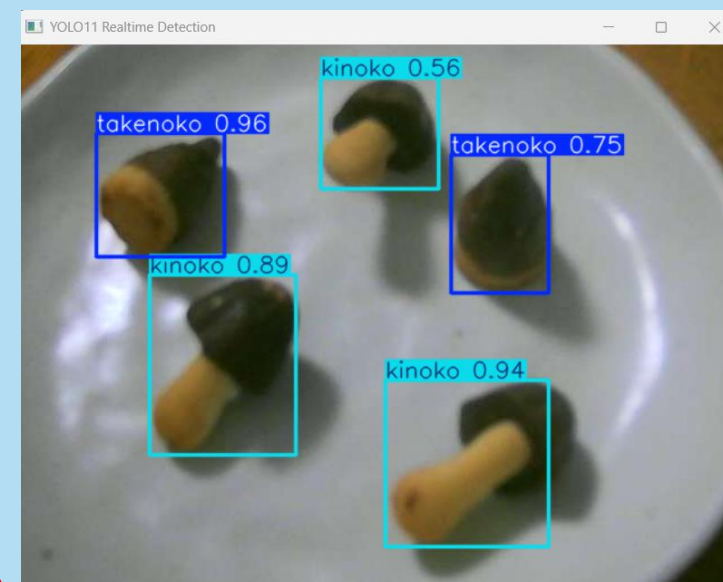 YOLO11 Realtime Detection
kinoko 0.56
takenoko 0.96
takenoko 0.75
kinoko 0.89
kinoko 0.94